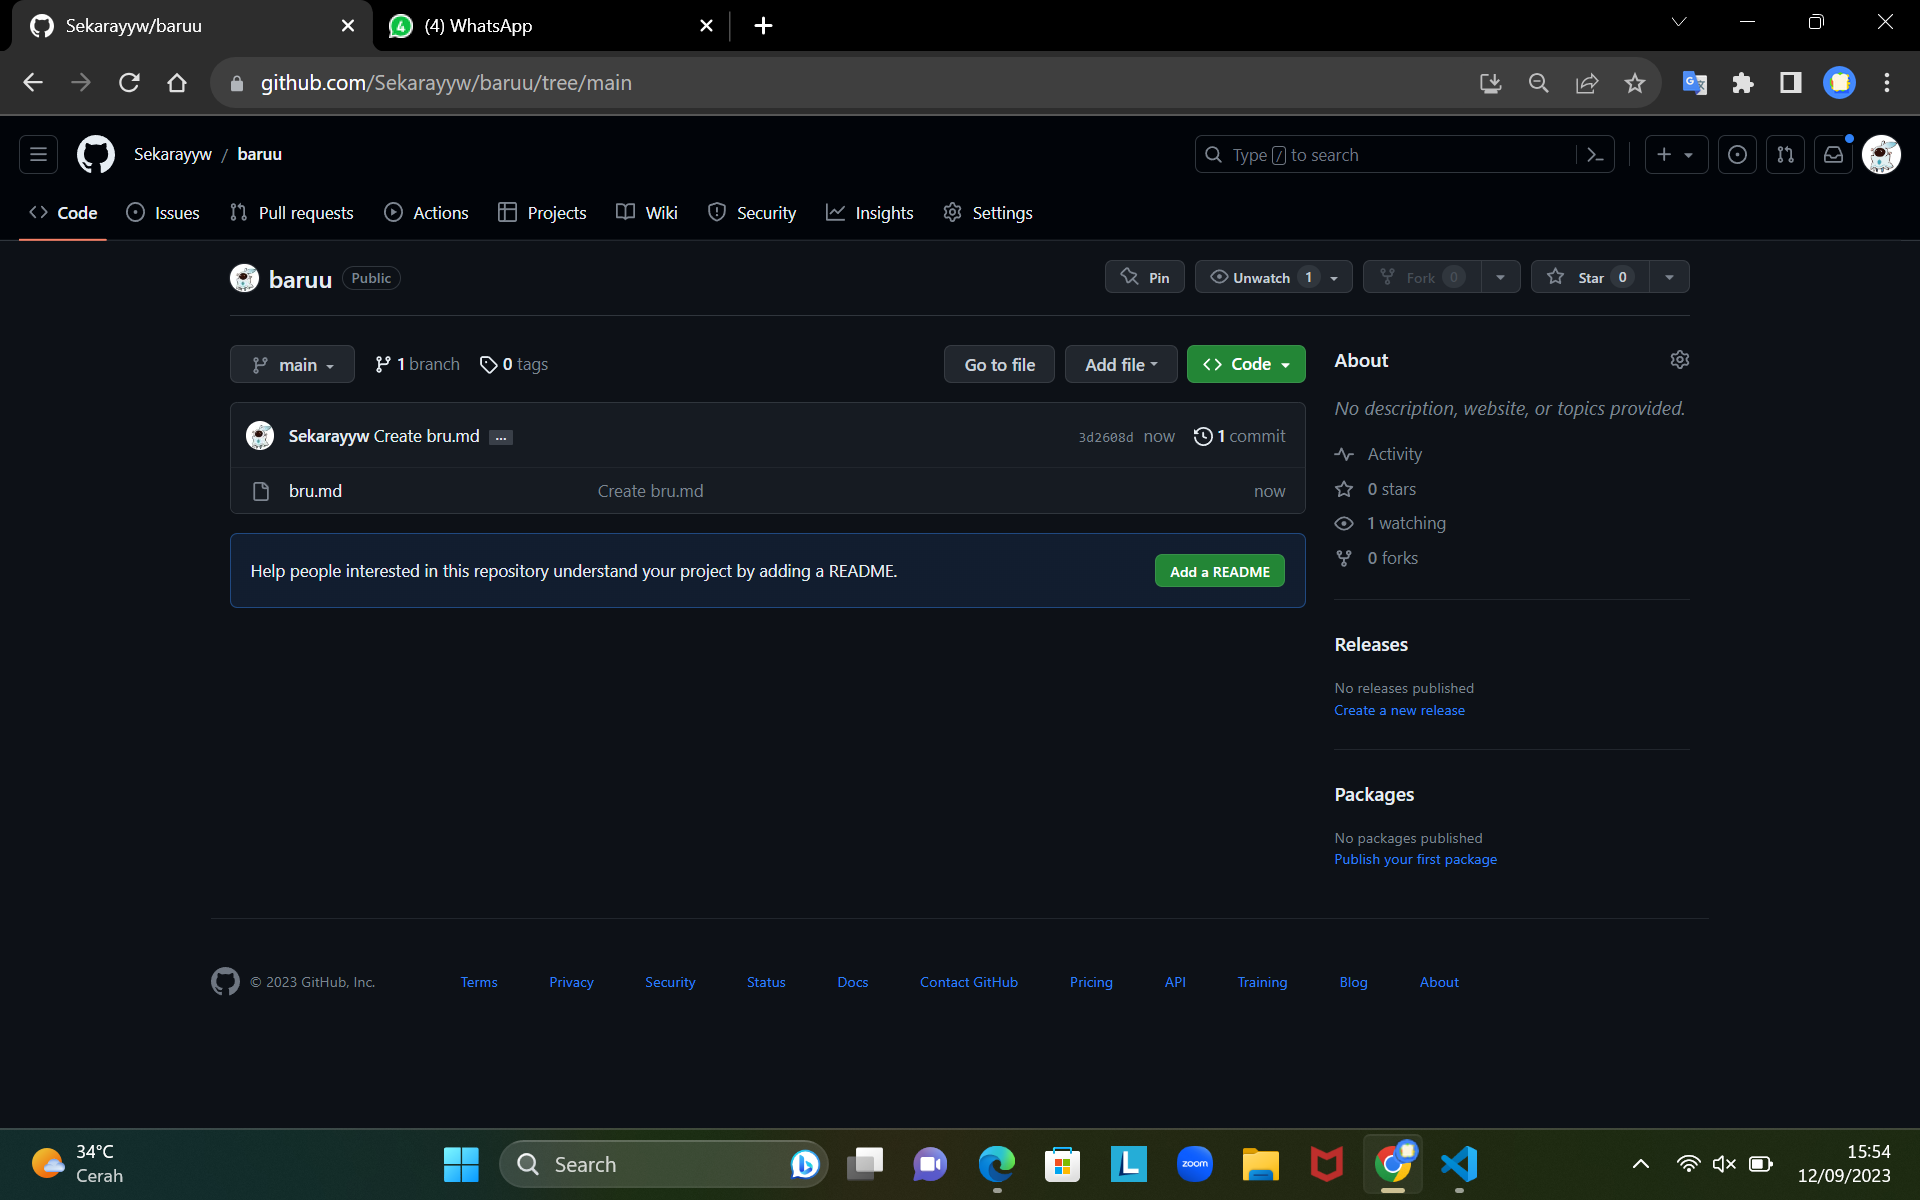 Sekarayyw/baruu
(4) WhatsApp
github.com/Sekarayyw/baruu/tree/main
Sekarayyw / baruu
Type / to search
Code
Issues
Pull requests
Actions
Projects
Wiki
Security
Insights
Settings
baruu Public
Pin
Unwatch 1
Fork 0
Star 0
main
1 branch
0 tags
Go to file
Add file
Code
Sekarayyw Create bru.md ...
3d2608d now
1 commit
bru.md
Create bru.md
now
Help people interested in this repository understand your project by adding a README.
Add a README
About
No description, website, or topics provided.
Activity
0 stars
1 watching
0 forks
Releases
No releases published
Create a new release
Packages
No packages published
Publish your first package
© 2023 GitHub, Inc.
Terms
Privacy
Security
Status
Docs
Contact GitHub
Pricing
API
Training
Blog
About
34°C
Cerah
Search
zoom
15:54
12/09/2023